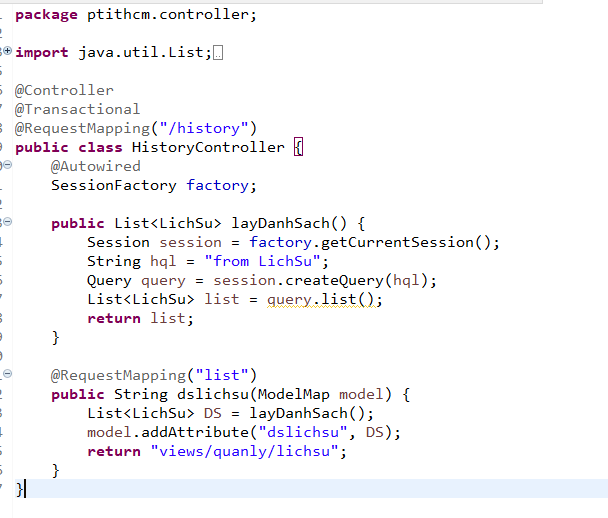 package ptithcm.controller;
import java.util.List;
@Controller
@Transactional
@RequestMapping("/history")
public class HistoryController {
@Autowired
SessionFactory factory;
public List<LichSu> layDanhSach() {
Session session = factory.getCurrentSession();
String hql = "from LichSu";
Query query = session.createQuery(hql);
List<LichSu> list = query.list();
return list;
}
@RequestMapping("list")
public String dslichsu(ModelMap model) {
List<LichSu> DS = layDanhSach();
model.addAttribute("dslichsu", DS);
return "views/quanly/lichsu";
}
}